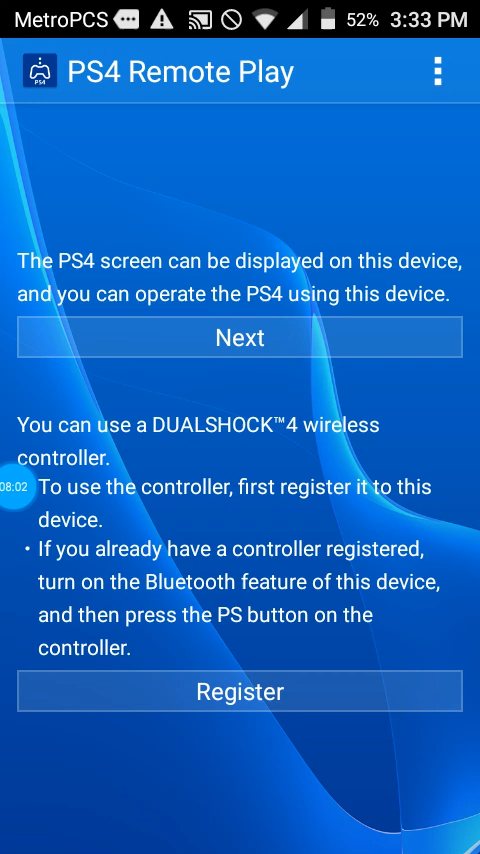 MetroPCS 52% 3:33 PM
PS4 PS4 Remote Play
The PS4 screen can be displayed on this device,
and you can operate the PS4 using this device.
Next
You can use a DUALSHOCK™4 wireless
controller.
08:02 To use the controller, first register it to this
device.
• If you already have a controller registered,
turn on the Bluetooth feature of this device,
and then press the PS button on the
controller.
Register